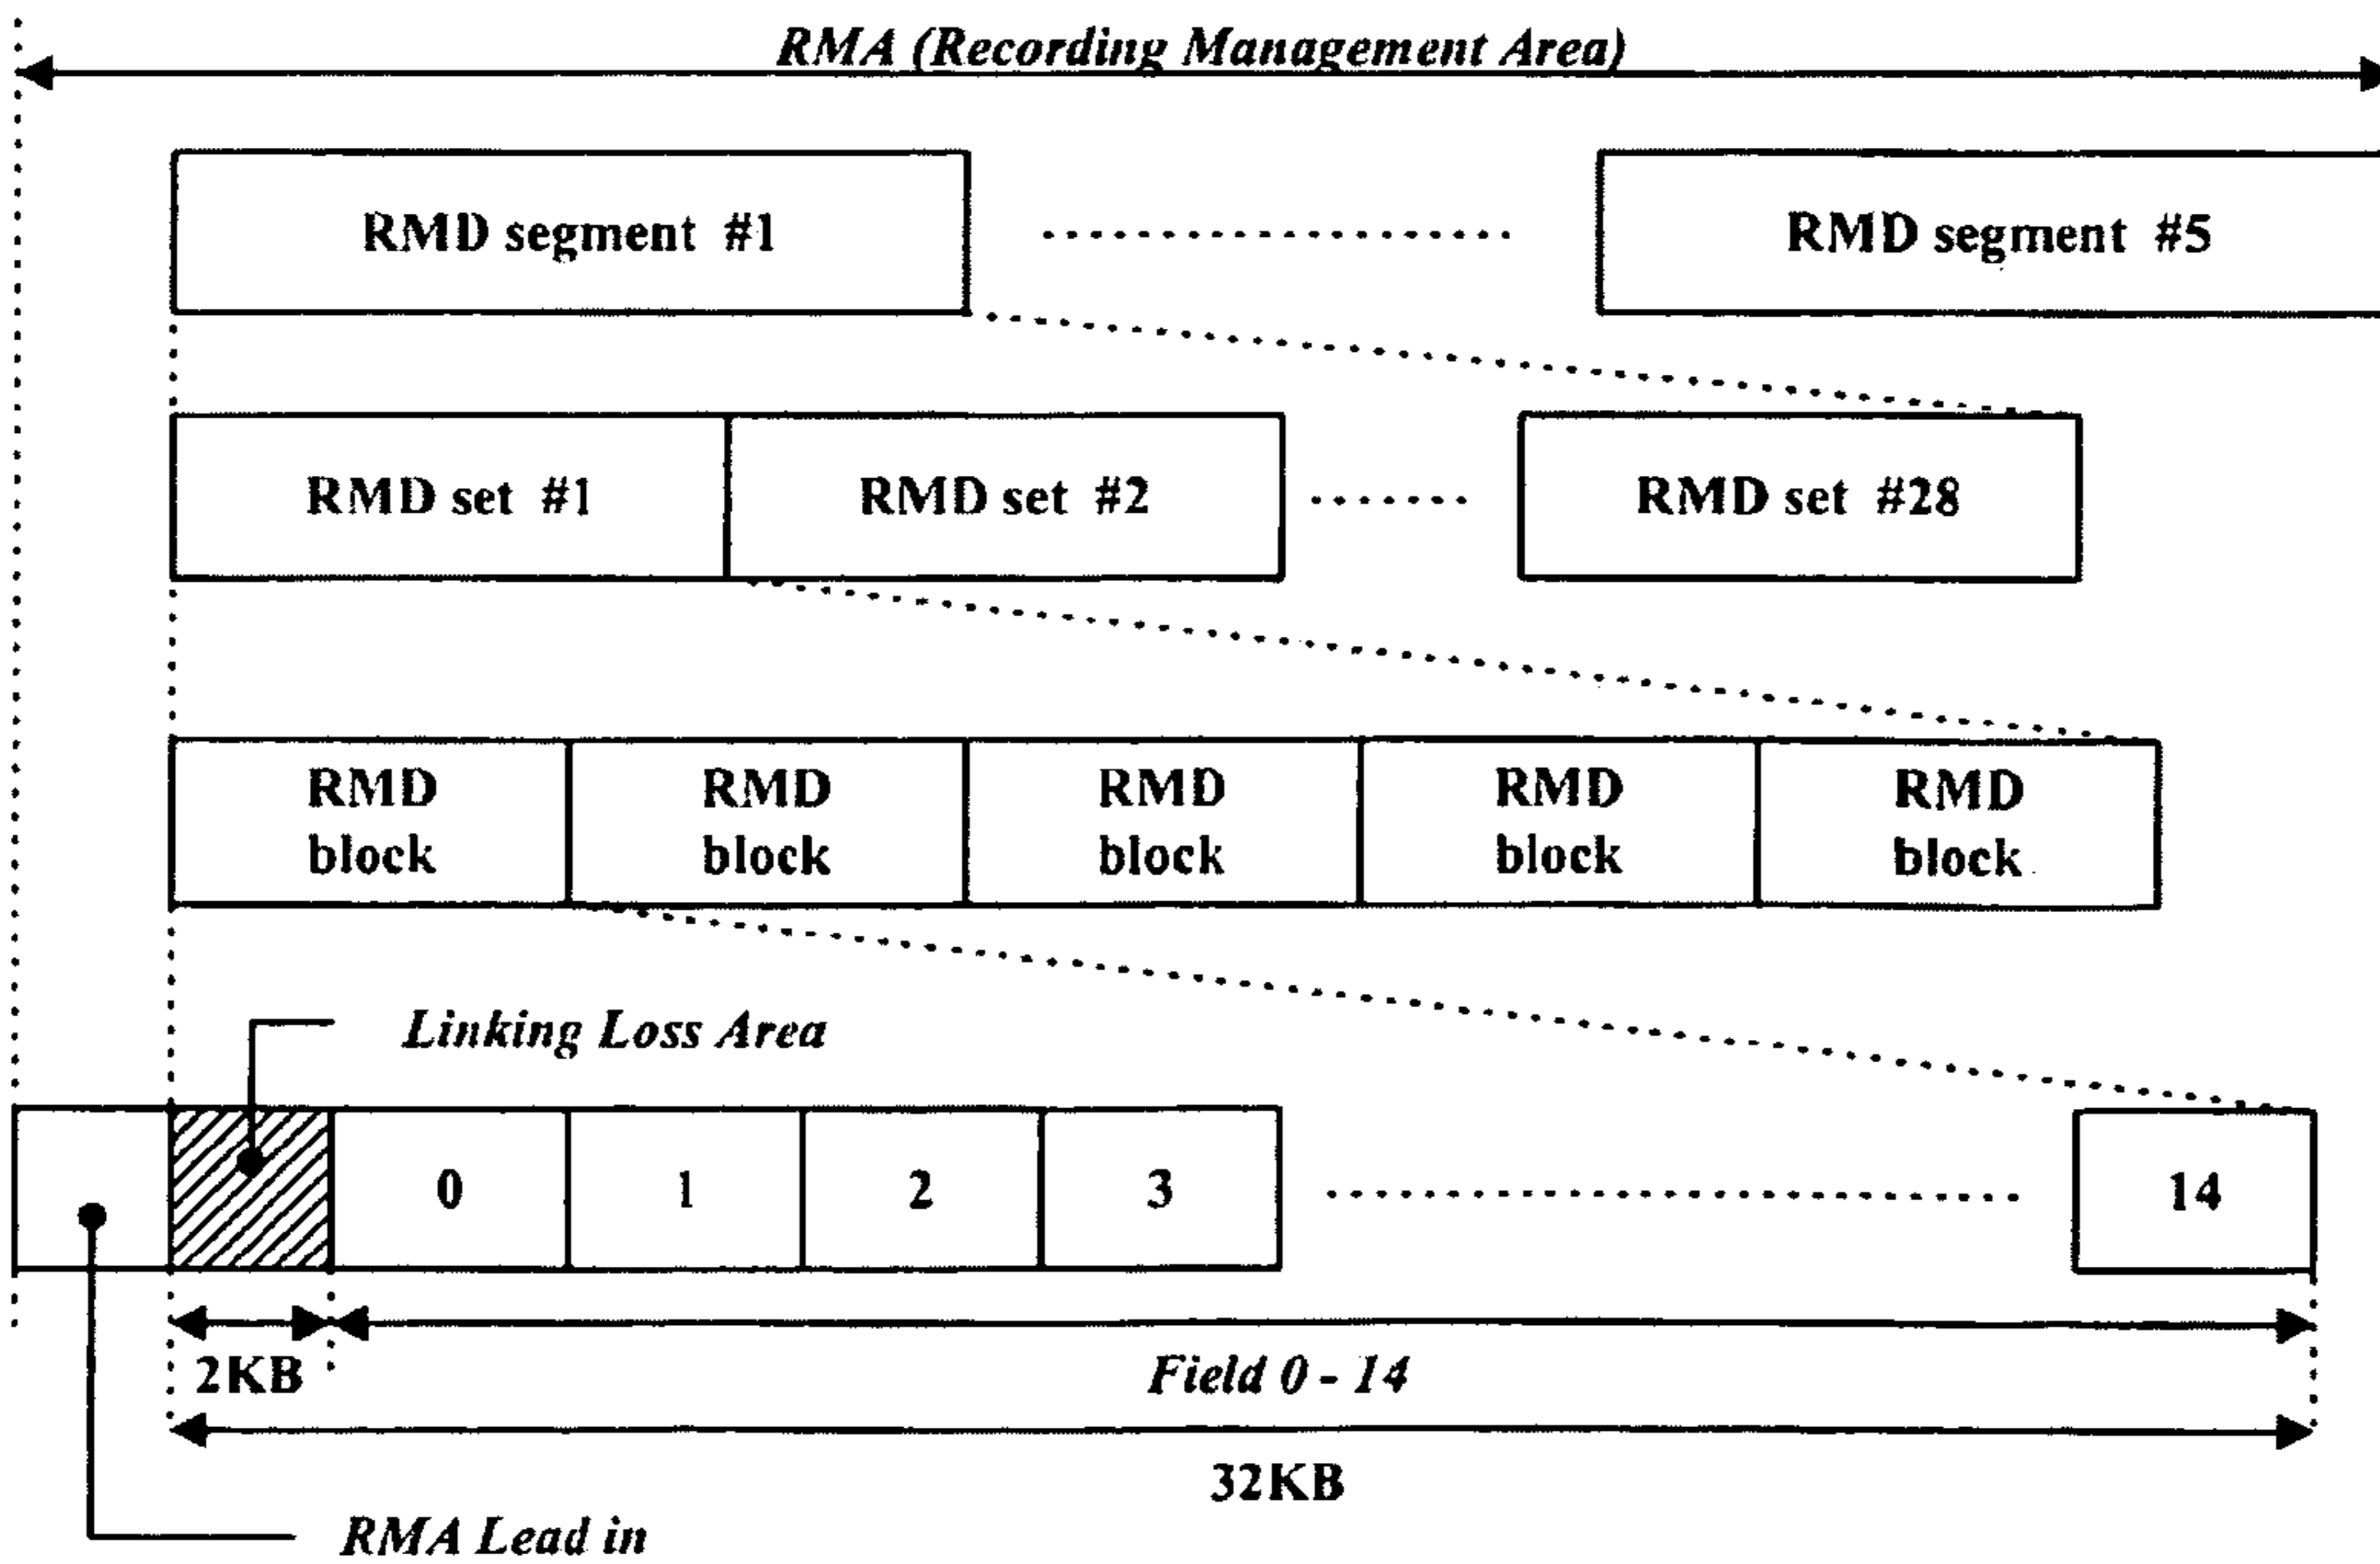 RMA (Recording Management Area)
RMD segment #1
RMD segment #5
RMD set #1
RMD set #2
RMD set #28
RMD
block
RMD
block
RMD
block
RMD
block
RMD
block
Linking Loss Area
0
1
2
3
14
2KB
Field 0 - 14
32KB
RMA Lead in